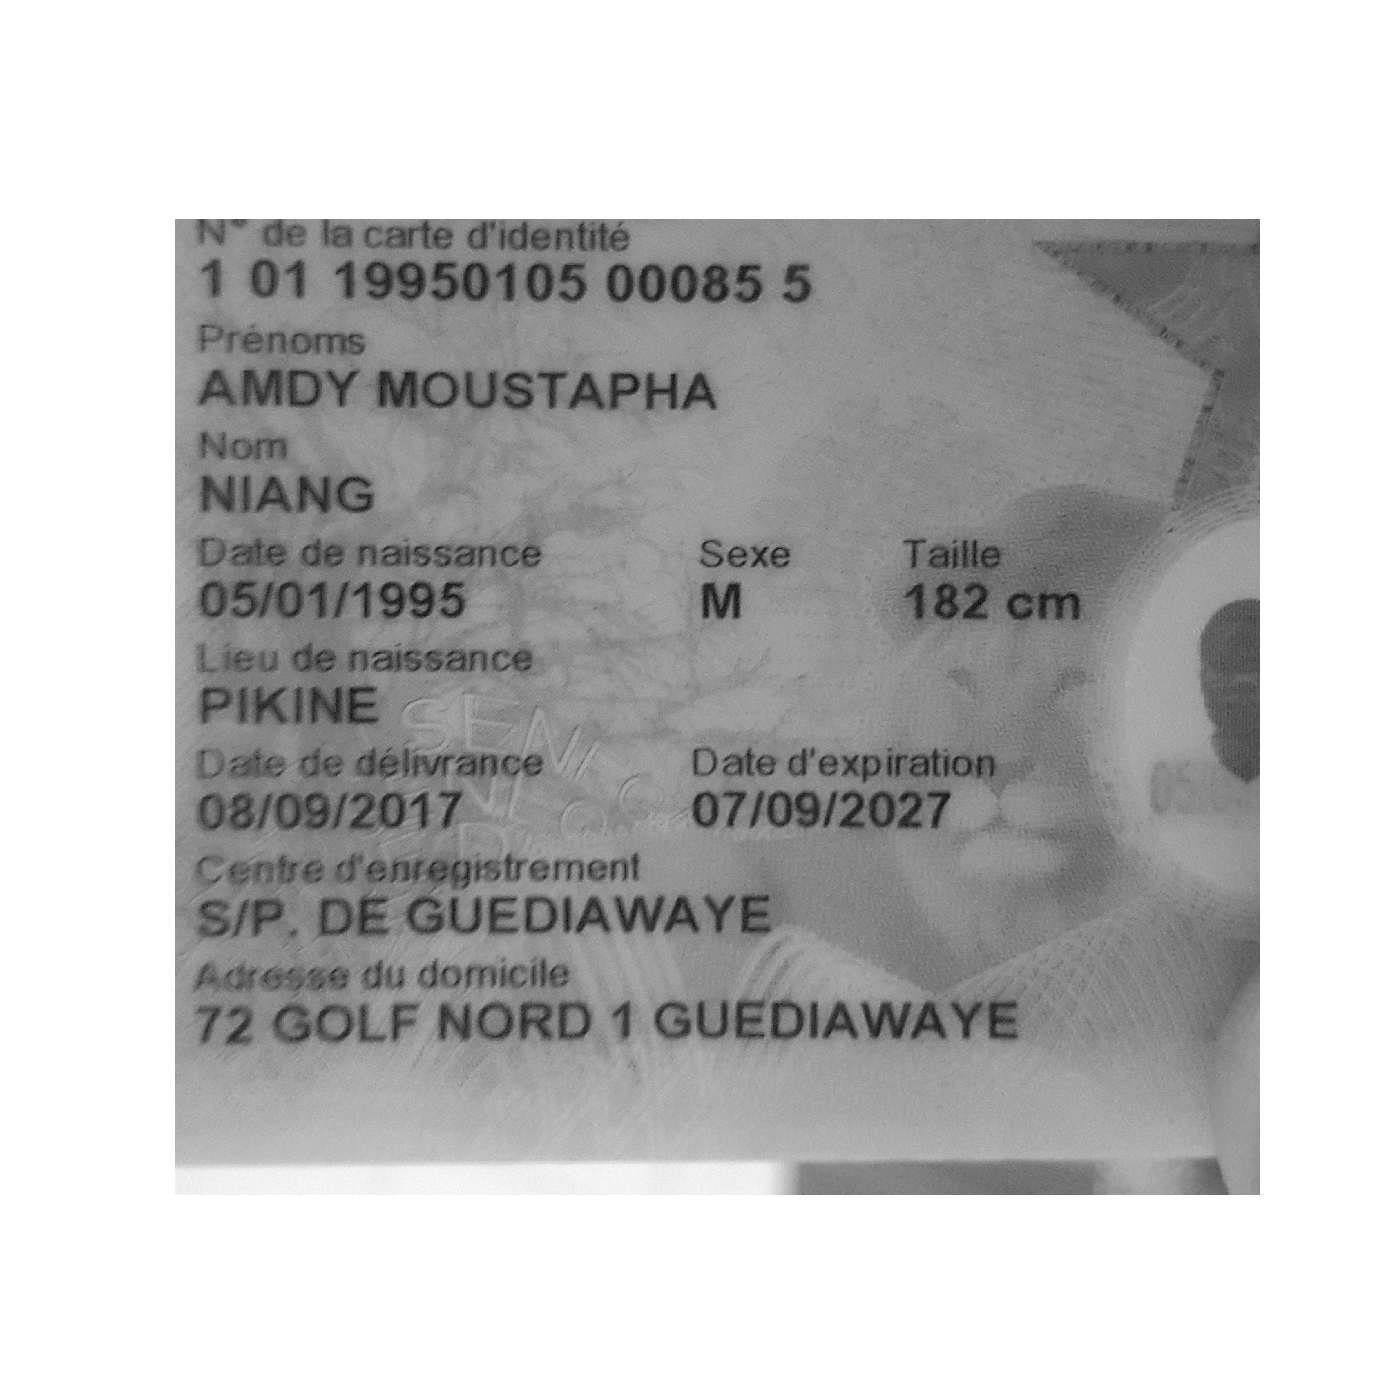 N° de la carte d'identité
1 01 19950105 00085 5
Prénoms
AMDY MOUSTAPHA
Nom
NIANG
Date de naissance Sexe Taille
05/01/1995 M 182 cm
Lieu de naissance
PIKINE
Date de délivrance Date d'expiration
08/09/2017 07/09/2027
Centre d'enregistrement
S/P. DE GUEDIAWAYE
Adresse du domicile
72 GOLF NORD 1 GUEDIAWAYE